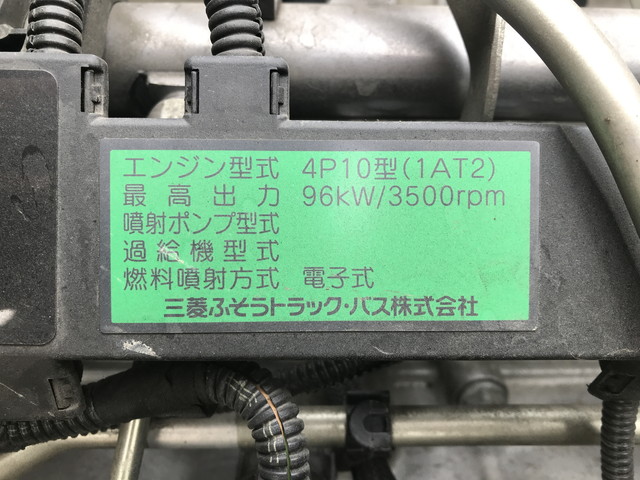 エンジン型式 4P10型(1AT2)
最高出力 96kW/3500rpm
噴射ポンプ型式
過給機型式
燃料噴射方式 電子式
三菱ふそうトラック・バス株式会社